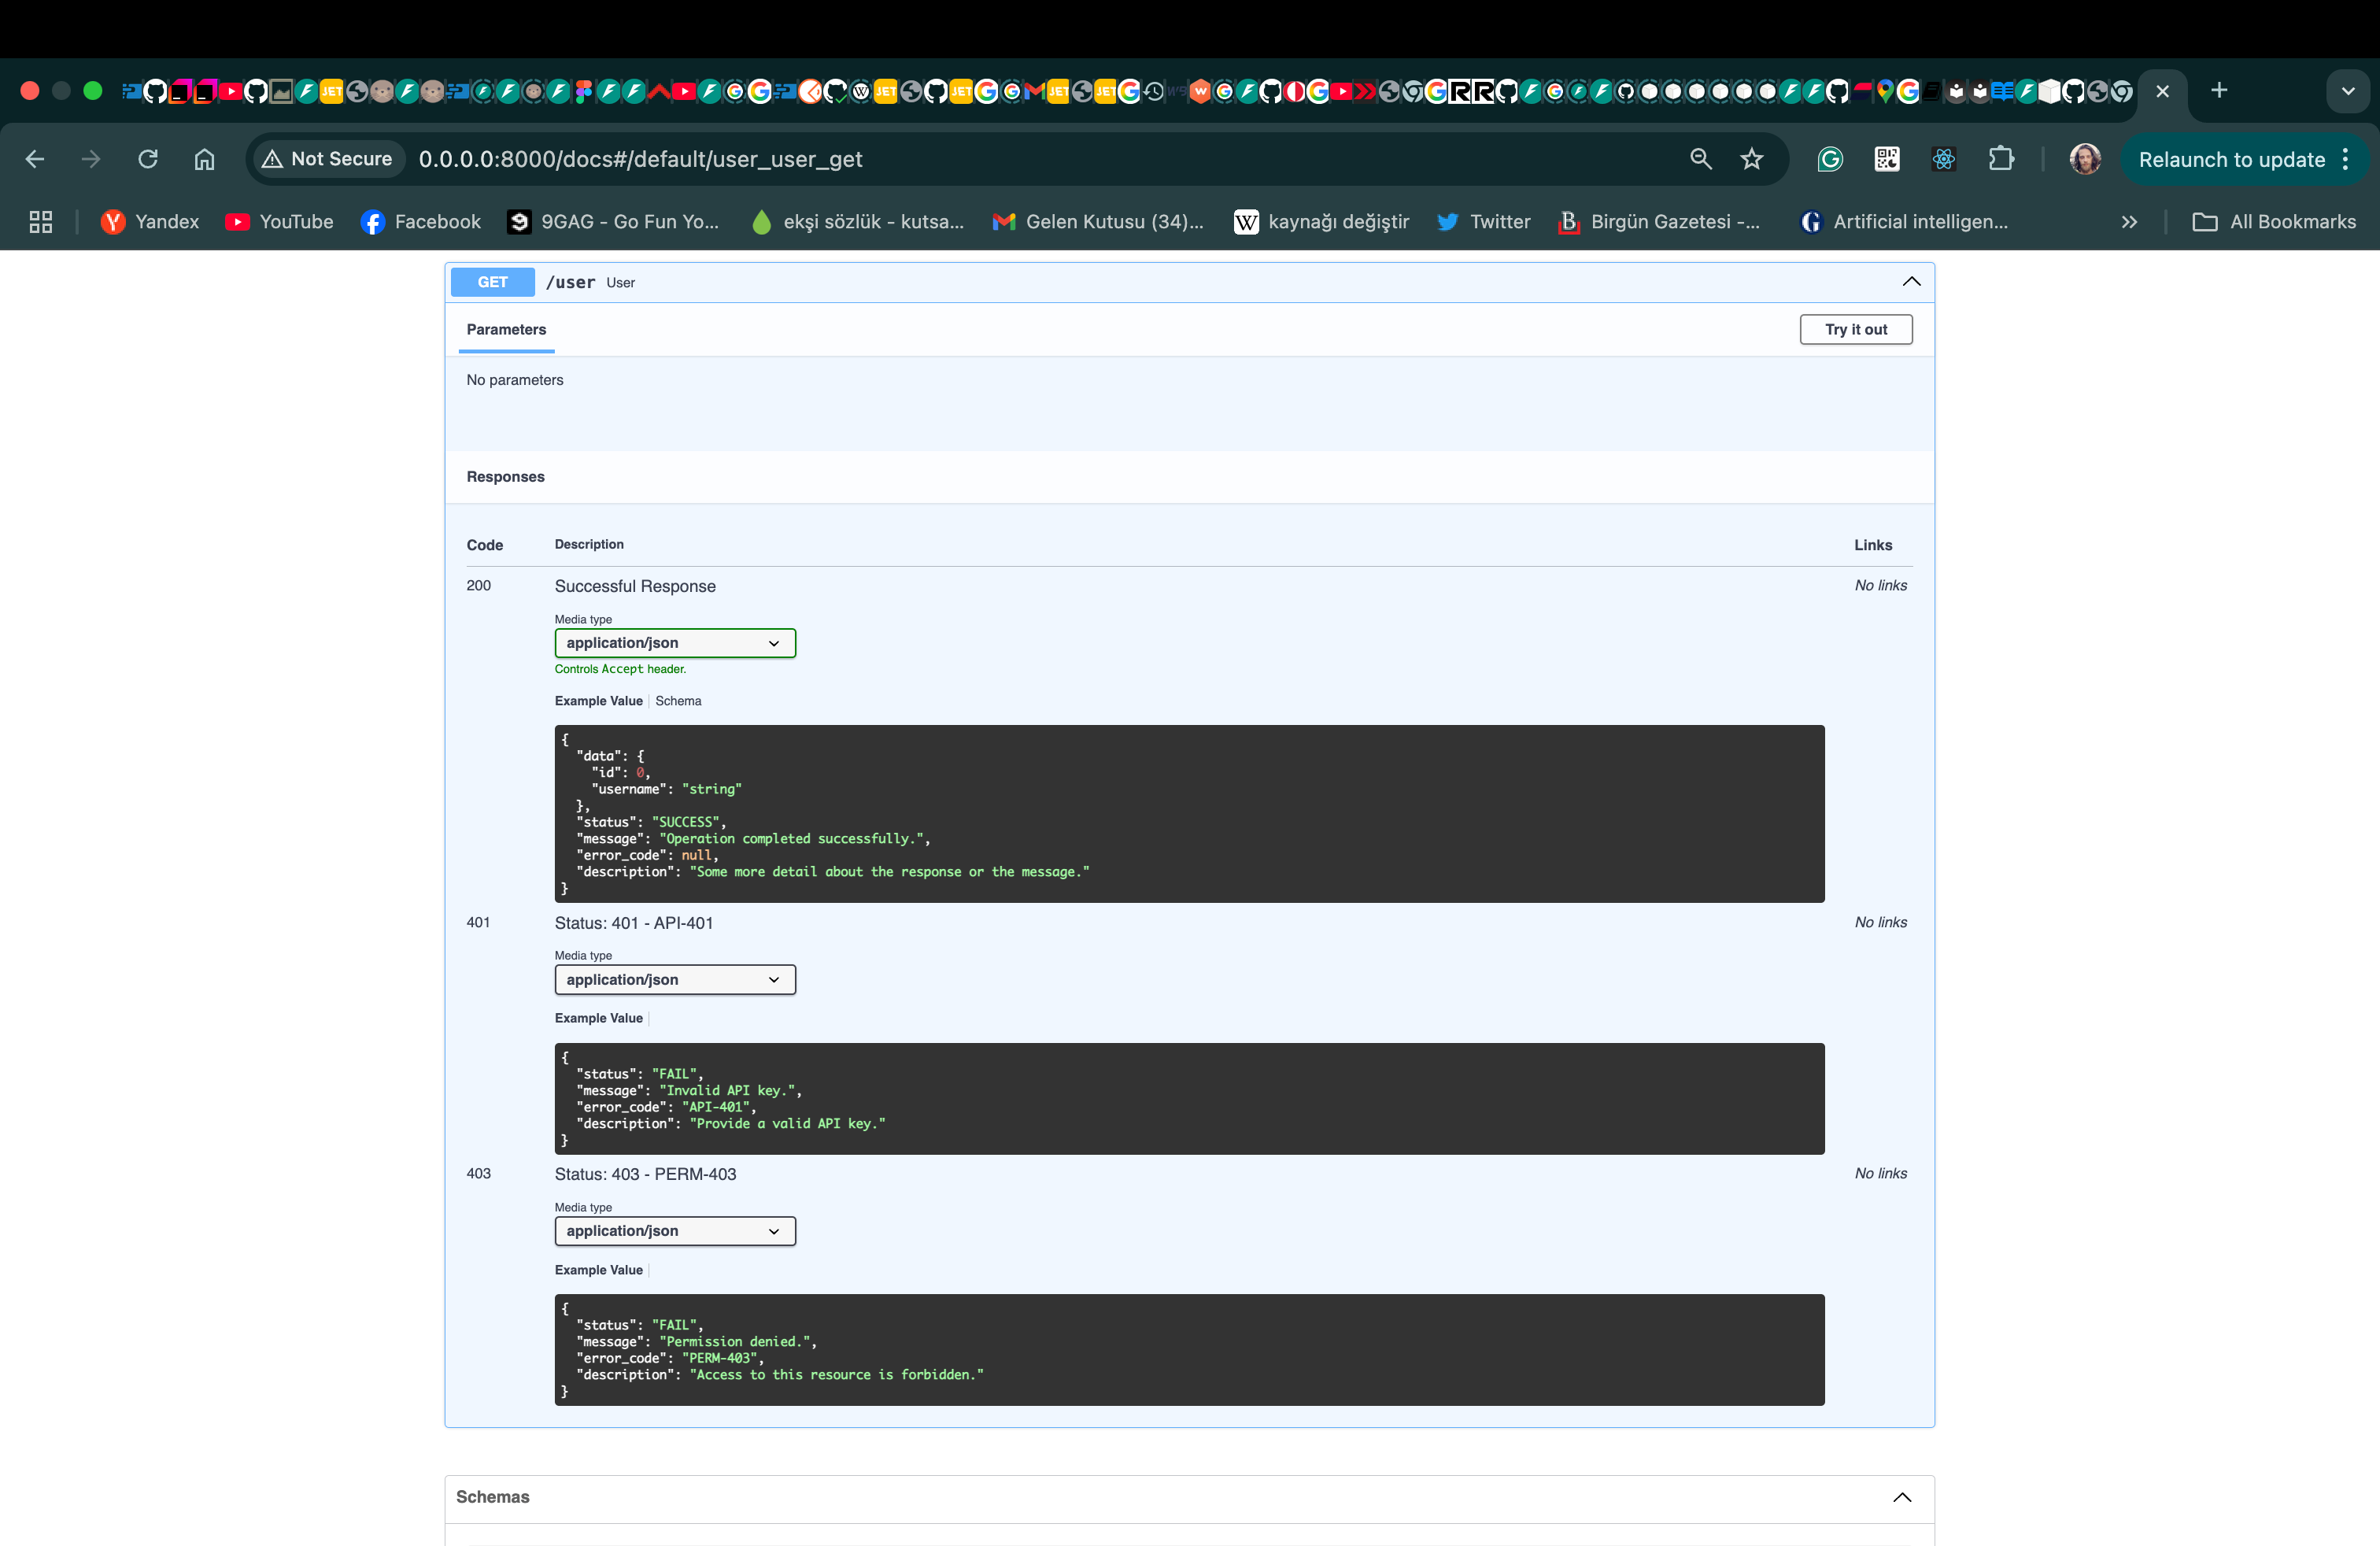 Not Secure
0.0.0.0:8000/docs#/default/user_user_get
Relaunch to update
Yandex
YouTube
Facebook
9GAG - Go Fun Yo...
ekşi sözlük - kutsa...
Gelen Kutusu (34)...
kaynağı değiştir
Twitter
Birgün Gazetesi -...
Artificial intelligen...
All Bookmarks
GET /user User
Parameters
Try it out
No parameters
Responses
Code Description Links
200 Successful Response No links
Media type
application/json
Controls Accept header.
Example Value Schema
{
"data": {
"id": 0,
"username": "string"
},
"status": "SUCCESS",
"message": "Operation completed successfully.",
"error_code": null,
"description": "Some more detail about the response or the message."
}
401 Status: 401 - API-401 No links
Media type
application/json
Example Value
{
"status": "FAIL",
"message": "Invalid API key.",
"error_code": "API-401",
"description": "Provide a valid API key."
}
403 Status: 403 - PERM-403 No links
Media type
application/json
Example Value
{
"status": "FAIL",
"message": "Permission denied.",
"error_code": "PERM-403",
"description": "Access to this resource is forbidden."
}
Schemas